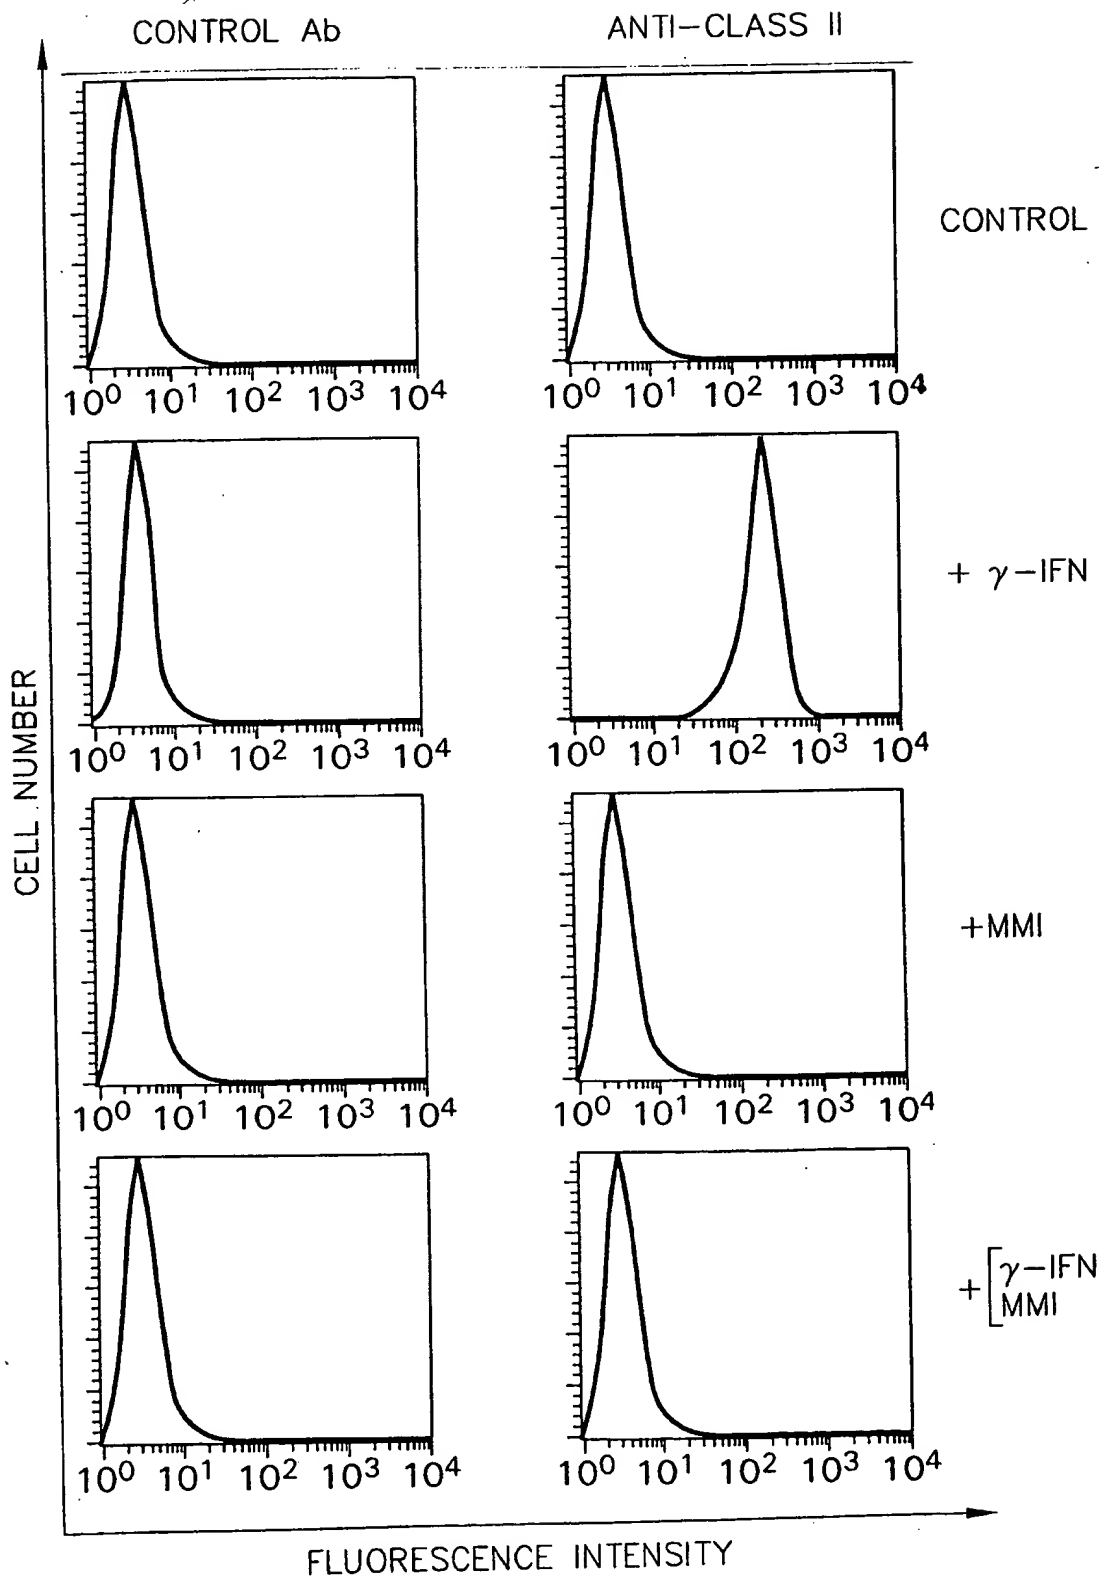 CONTROL Ab
ANTI-CLASS II
10⁰ 10¹ 10² 10³ 10⁴
10⁰ 10¹ 10² 10³ 10⁴
CONTROL
10⁰ 10¹ 10² 10³ 10⁴
10⁰ 10¹ 10² 10³ 10⁴
+ γ-IFN
10⁰ 10¹ 10² 10³ 10⁴
10⁰ 10¹ 10² 10³ 10⁴
+MMI
10⁰ 10¹ 10² 10³ 10⁴
10⁰ 10¹ 10² 10³ 10⁴
+[γ-IFN
MMI
CELL NUMBER
FLUORESCENCE INTENSITY